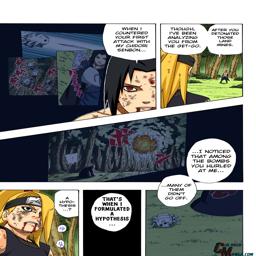 AFTER YOU
DETONATED
THOSE
LAND
MINES.
THOUGH,
I'VE BEEN
ANALYZING
YOU FROM
THE GET-GO.
WHEN I
COUNTERED
YOUR FIRST
ATTACK WITH
MY CHIDORI
SENBON...
...I NOTICED
THAT AMONG
THE BOMBS
YOU HURLED
AT ME...
...MANY OF
THEM
DIDN'T
GO OFF.
THAT'S
WHEN I
FORMULATED
A
HYPOTHESIS
...
A
HYPO-
THESIS
...?